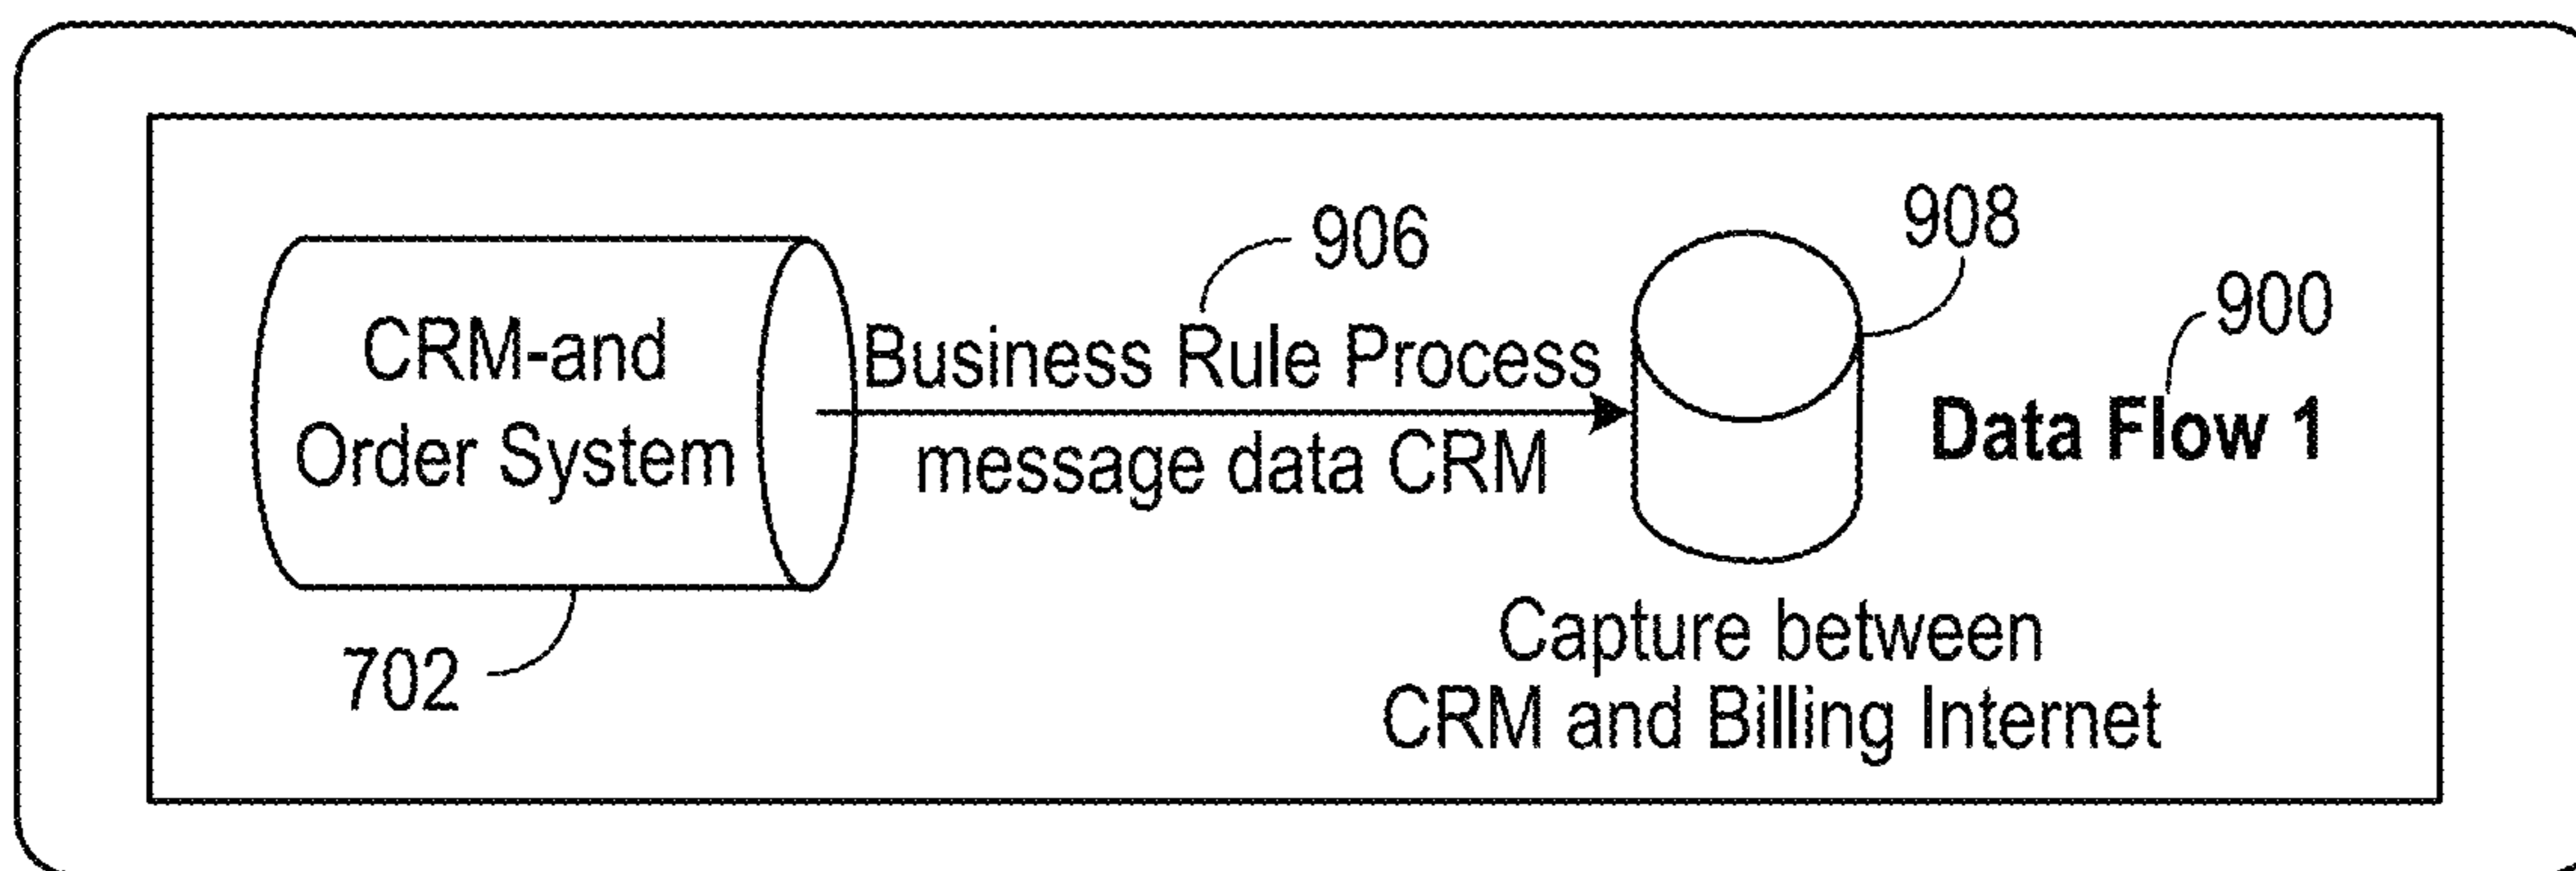 906
908
900
CRM-and
Order System
Business Rule Process
message data CRM
Data Flow 1
702
Capture between
CRM and Billing Internet